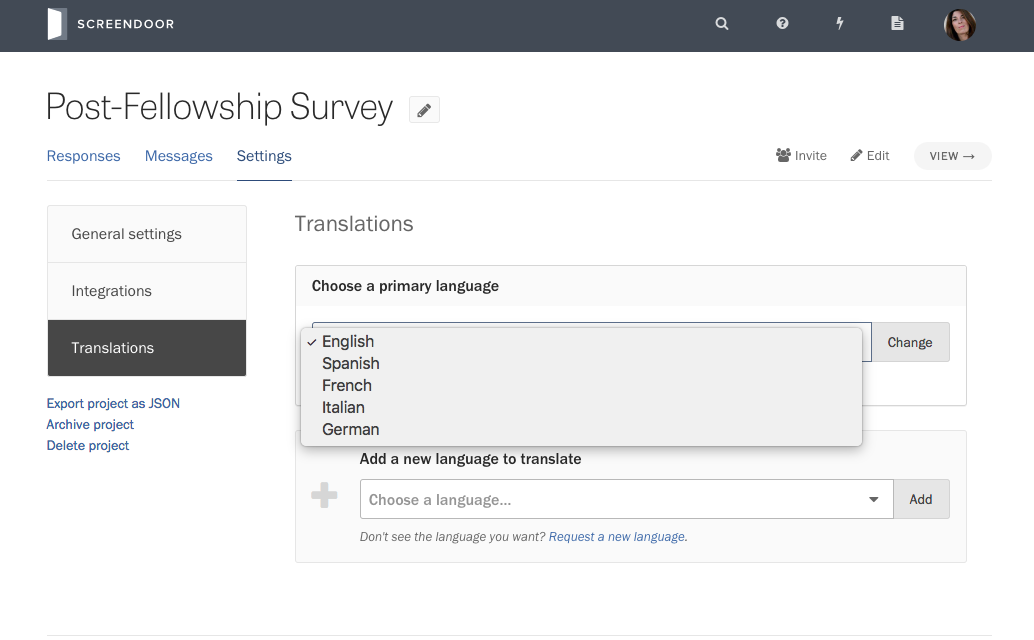 SCREENDOOR
Post-Fellowship Survey
Responses Messages Settings
Invite Edit VIEW →
General settings
Integrations
Translations
Export project as JSON
Archive project
Delete project
Translations
Choose a primary language
✓ English
Spanish
French
Italian
German
Change
Add a new language to translate
Choose a language...
Add
Don't see the language you want? Request a new language.